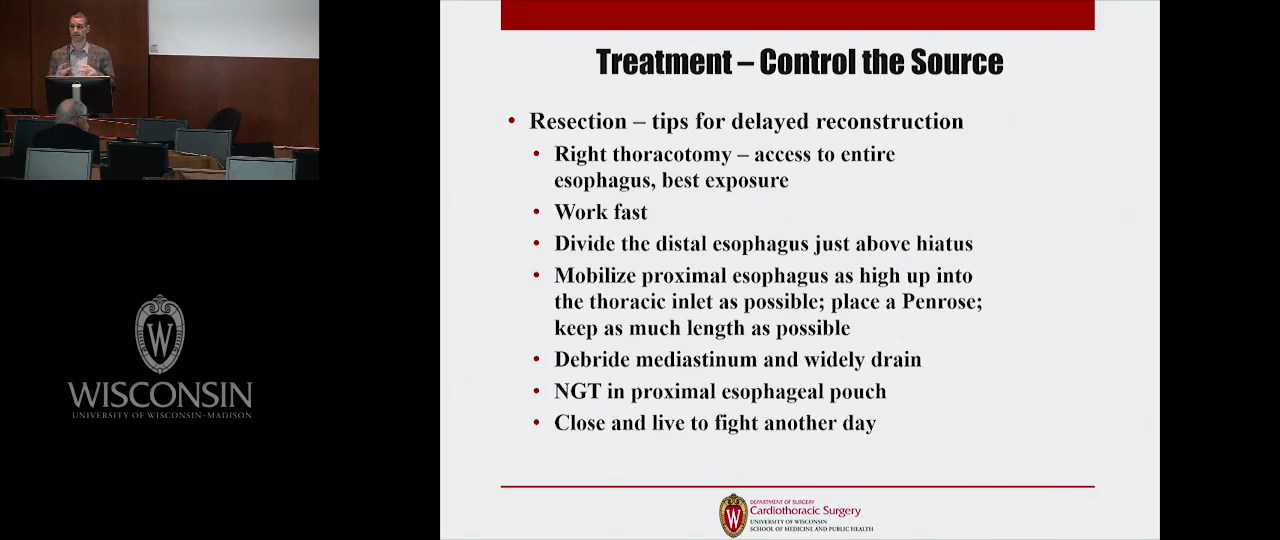 Treatment – Control the Source
• Resection – tips for delayed reconstruction
• Right thoracotomy – access to entire
esophagus, best exposure
• Work fast
• Divide the distal esophagus just above hiatus
• Mobilize proximal esophagus as high up into
the thoracic inlet as possible; place a Penrose;
keep as much length as possible
• Debride mediastinum and widely drain
• NGT in proximal esophageal pouch
• Close and live to fight another day
W
WISCONSIN
UNIVERSITY OF WISCONSIN–MADISON
W
DEPARTMENT OF SURGERY
Cardiothoracic Surgery
UNIVERSITY OF WISCONSIN
SCHOOL OF MEDICINE AND PUBLIC HEALTH